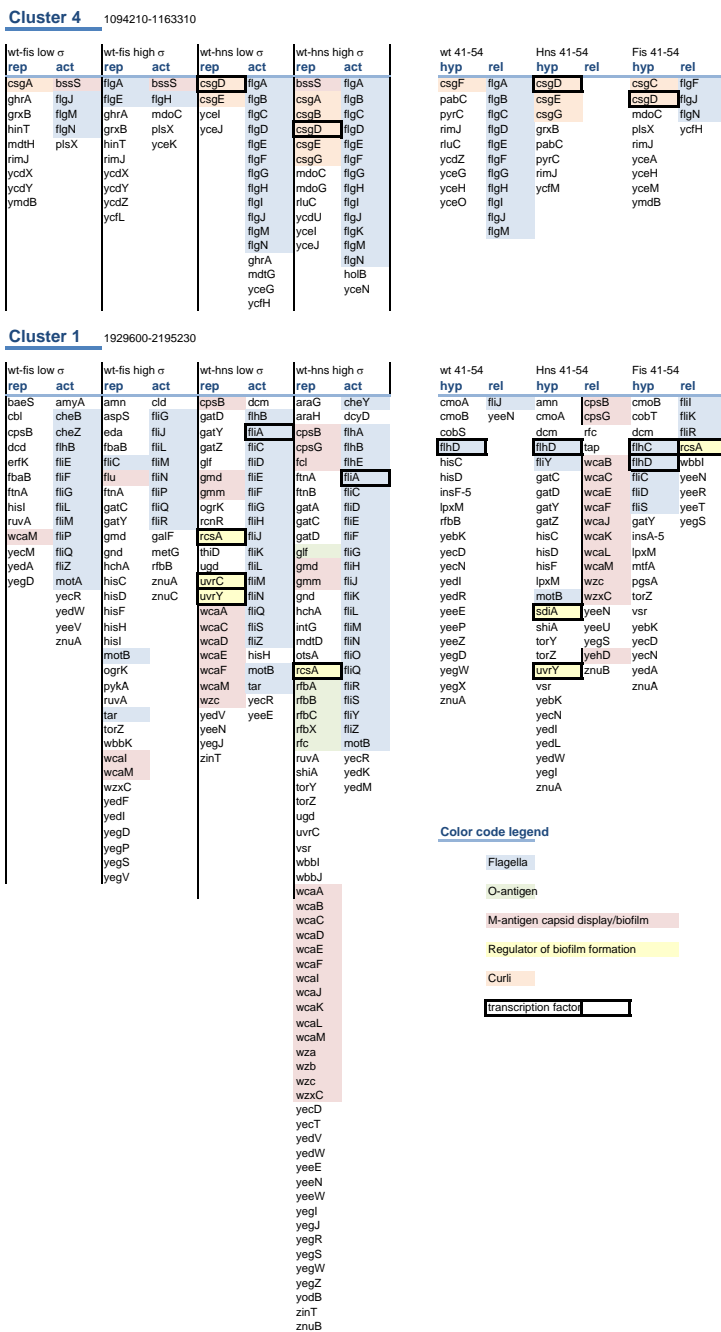 Cluster 4 1094210-1163310
wt-fis low σ wt-fis high σ wt-hns low σ wt-hns high σ wt 41-54 Hns 41-54 Fis 41-54
rep act rep act rep act rep act hyp rel hyp rel hyp rel
csgA bssS flgA bssS csgD flgA bssS flgA csgF flgA csgD csgC flgF
ghrA flgJ flgE flgH csgE flgB csgA flgB pabC flgB csgE csgD flgJ
grxB flgM ghrA mdoC yceI flgC csgB flgC pyrC flgC csgG mdoC flgN
hinT flgN grxB plsX yceJ flgD csgD flgD rimJ flgD grxB plsX ycfH
mdtH plsX hinT yceK flgE csgE flgE rluC flgE pabC rimJ
rimJ rimJ flgF csgG flgF ycdZ flgF pyrC yceA
ycdX ycdX flgG mdoC flgG yceG flgG rimJ yceH
ycdY ycdY flgH mdoG flgH yceH flgH ycfM yceM
ymdB ycdZ flgI rluC flgI yceO flgI ymdB
ycfL flgJ ycdU flgJ flgJ
flgM yceI flgK flgM
flgN yceJ flgM
ghrA flgN
mdtG holB
yceG yceN
ycfH
Cluster 1 1929600-2195230
wt-fis low σ wt-fis high σ wt-hns low σ wt-hns high σ wt 41-54 Hns 41-54 Fis 41-54
rep act rep act rep act rep act hyp rel hyp rel hyp rel
baeS amyA amn cld cpsB dcm araG cheY cmoA fliJ amn cpsB cmoB fliI
cbl cheB aspS fliG gatD flhB araH dcyD cmoB yeeN cmoA cpsG cobT fliK
cpsB cheZ eda fliJ gatY fliA cpsB flhA cobS dcm rfc dcm fliR
dcd flhB fbaB fliL gatZ fliC cpsG flhB flhD flhD tap flhC rcsA
erfK fliE fliC fliM glf fliD fcl flhE hisC fliY wcaB flhD wbbI
fbaB fliF flu fliN gmd fliE ftnA fliA hisD gatC wcaC fliC yeeN
ftnA fliG ftnA fliP gmm fliF ftnB fliC insF-5 gatD wcaE fliD yeeR
hisI fliL gatC fliQ ogrK fliG gatA fliD lpxM gatY wcaF fliS yeeT
ruvA fliM gatY fliR rcnR fliH gatC fliE rfbB gatZ wcaJ gatY yegS
wcaM fliP gmd galF rcsA fliJ gatD fliF yebK hisC wcaK insA-5
yecM fliQ gnd metG thiD fliK glf fliG yecD hisD wcaL lpxM
yedA fliZ hchA rfbB ugd fliL gmd fliH yecN hisF wcaM mtfA
yegD motA hisC znuA uvrC fliM gmm fliJ yedI lpxM wzc pgsA
yecR hisD znuC uvrY fliN gnd fliK yedR motB wzxC torZ
yedW hisF wcaA fliQ hchA fliL yeeE sdiA yeeN vsr
yeeV hisH wcaC fliS intG fliM yeeP shiA yeeU yebK
znuA hisI wcaD fliZ mdtD fliN yeeZ torY yegS yecD
motB wcaE hisH otsA fliO yegD torZ yehD yecN
ogrK wcaF motB rcsA fliQ yegW uvrY znuB yedA
pykA wcaM tar rfbA fliR yegX vsr znuA
ruvA wzc yecR rfbB fliS znuA yebK
tar yedV yeeE rfbC fliY yecN
torZ yeeN rfbX fliZ yedI
wbbK yegJ rfc motB yedL
wcaI zinT ruvA yecR yedW
wcaM shiA yedK yegI
wzxC torY yedM znuA
yedF torZ
yedI ugd
yegD uvrC
yegP vsr
yegS wbbI
yegV wbbJ
wcaA
wcaB
wcaC
wcaD
wcaE
wcaF
wcaI
wcaJ
wcaK
wcaL
wcaM
wza
wzb
wzc
wzxC
yecD
yecT
yedV
yedW
yeeE
yeeN
yeeW
yegI
yegJ
yegR
yegS
yegW
yegZ
yodB
zinT
znuB
Color code legend
Flagella
O-antigen
M-antigen capsid display/biofilm
Regulator of biofilm formation
Curli
transcription factor